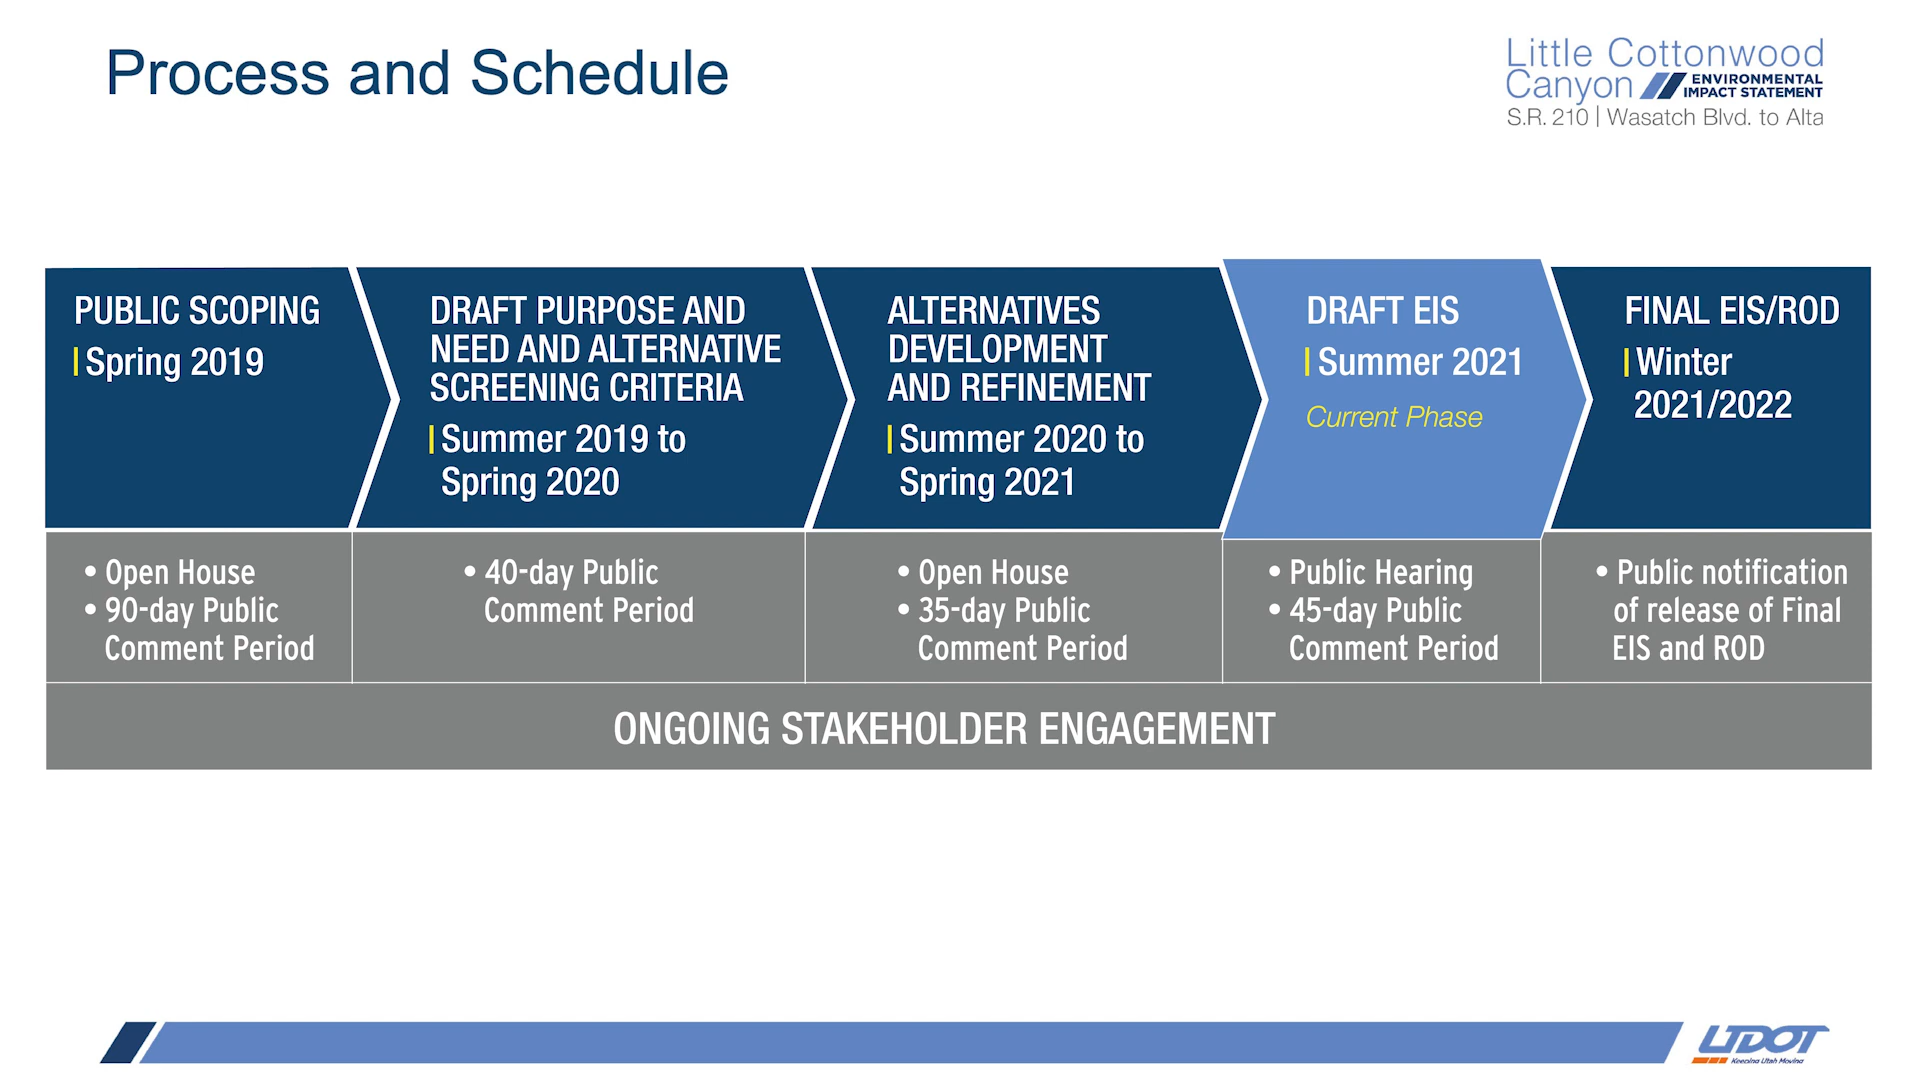 Process and Schedule
Little Cottonwood
Canyon ENVIRONMENTAL
IMPACT STATEMENT
S.R. 210 | Wasatch Blvd. to Alta
PUBLIC SCOPING
Spring 2019
DRAFT PURPOSE AND
NEED AND ALTERNATIVE
SCREENING CRITERIA
Summer 2019 to
Spring 2020
ALTERNATIVES
DEVELOPMENT
AND REFINEMENT
Summer 2020 to
Spring 2021
DRAFT EIS
Summer 2021
Current Phase
FINAL EIS/ROD
Winter
2021/2022
• Open House
• 90-day Public
Comment Period
• 40-day Public
Comment Period
• Open House
• 35-day Public
Comment Period
• Public Hearing
• 45-day Public
Comment Period
• Public notification
of release of Final
EIS and ROD
ONGOING STAKEHOLDER ENGAGEMENT
UDOT
Keeping Utah Moving